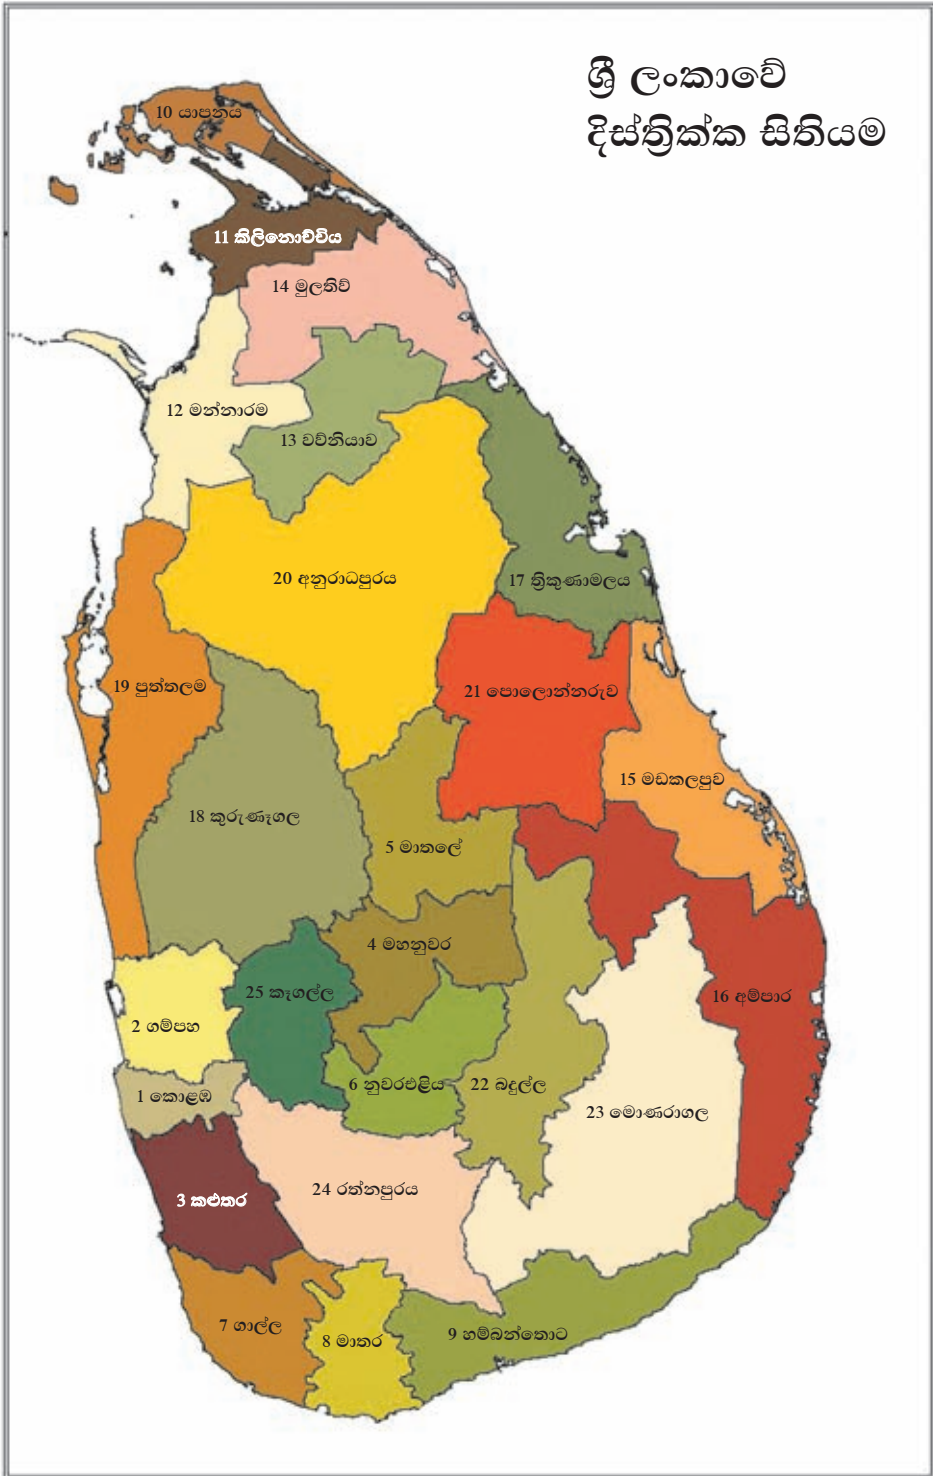 ශ්‍රී ලංකාවේ
දිස්ත්‍රික්ක සිතියම
10 යාපනය
11 කිලිනොච්චිය
14 මුලතිව්
12 මන්නාරම
13 වව්නියාව
20 අනුරාධපුරය
17 ත්‍රිකුණාමලය
19 පුත්තලම
21 පොලොන්නරුව
15 මඩකලපුව
18 කුරුණෑගල
5 මාතලේ
4 මහනුවර
25 කෑගල්ල
16 අම්පාර
2 ගම්පහ
6 නුවරඑළිය
22 බදුල්ල
1 කොළඹ
23 මොණරාගල
24 රත්නපුරය
3 කළුතර
7 ගාල්ල
8 මාතර
9 හම්බන්තොට